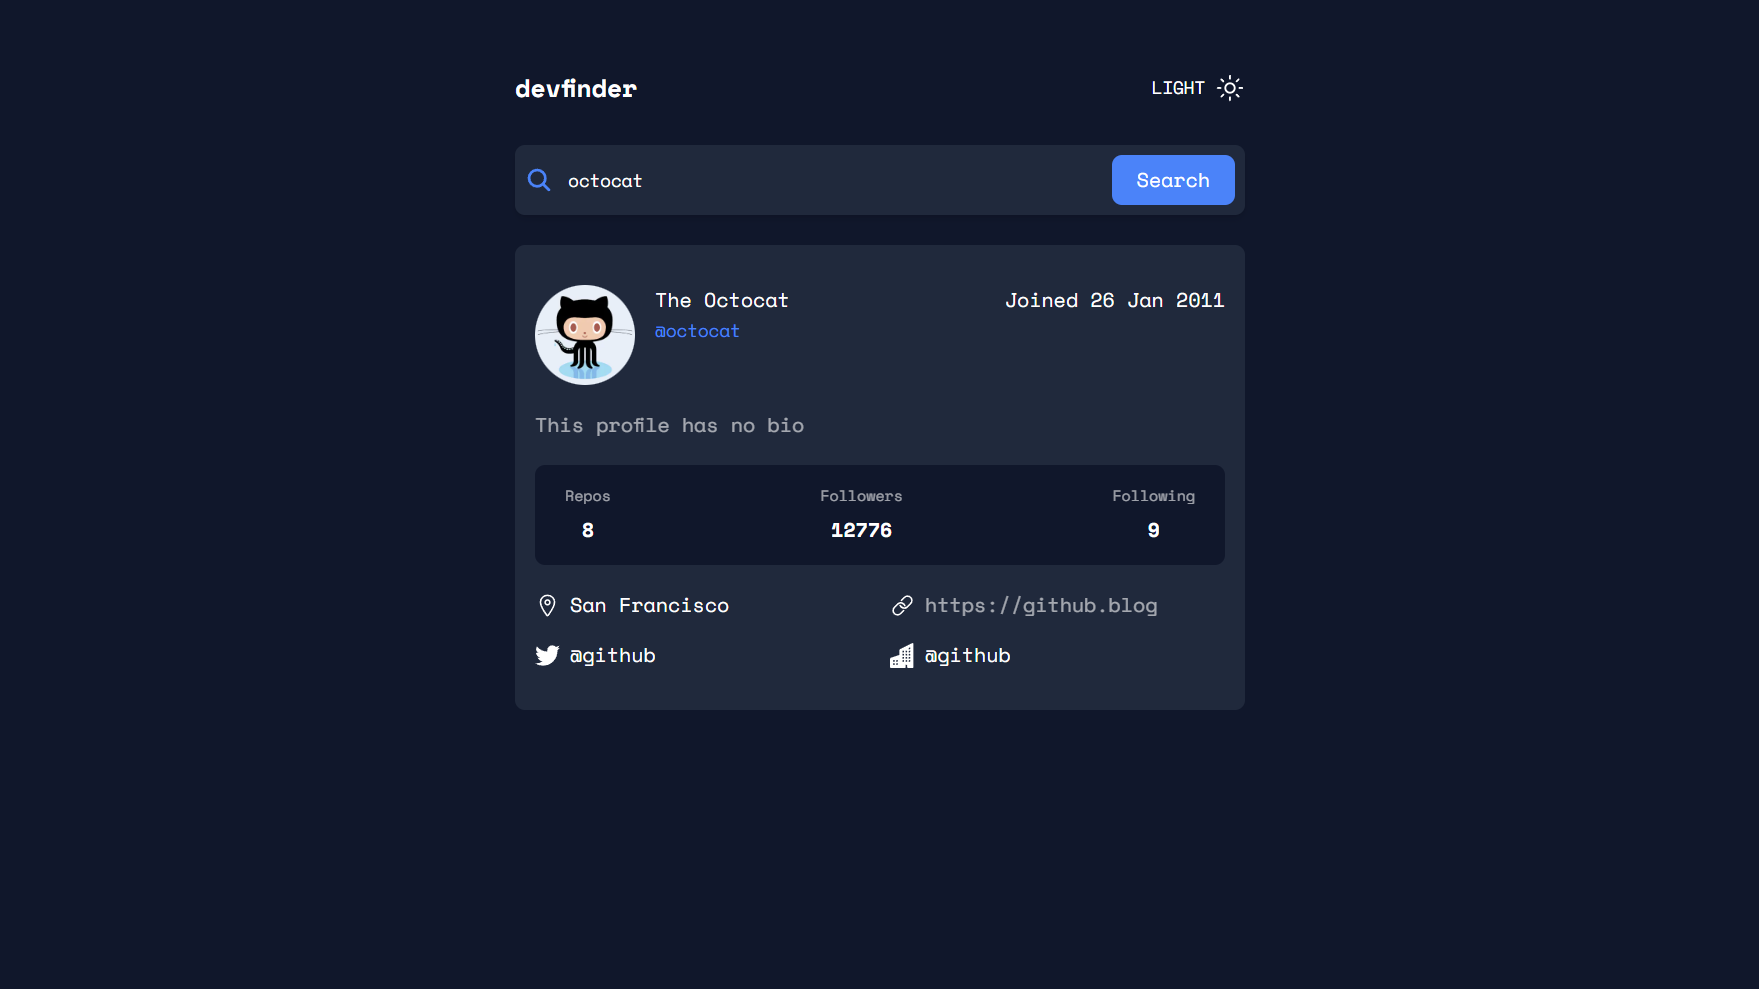 devfinder
LIGHT
octocat
Search
The Octocat
Joined 26 Jan 2011
@octocat
This profile has no bio
Repos
Followers
Following
8
12776
9
San Francisco
https://github.blog
@github
@github